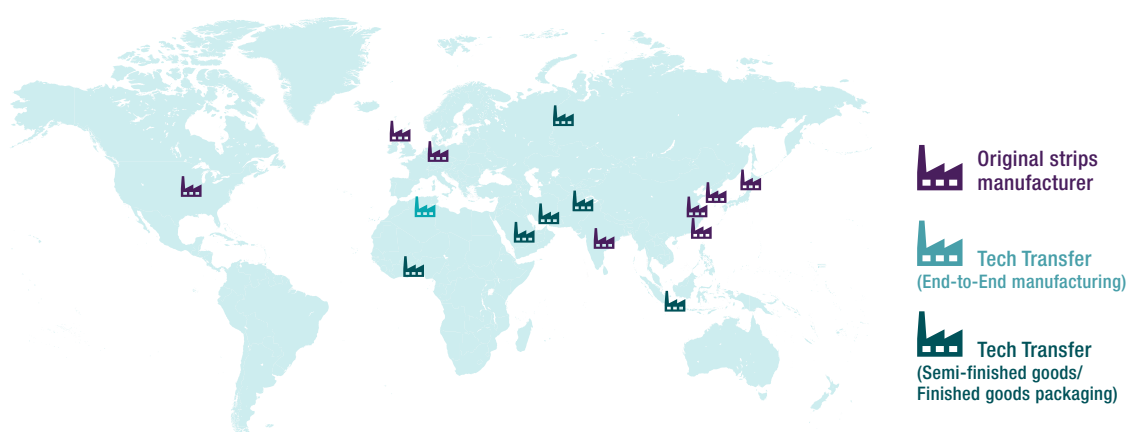 Original strips
manufacturer
Tech Transfer
(End-to-End manufacturing)
Tech Transfer
(Semi-finished goods/
Finished goods packaging)